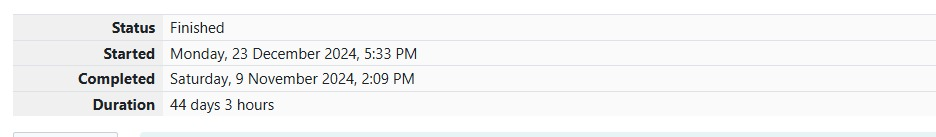 Status Finished
Started Monday, 23 December 2024, 5:33 PM
Completed Saturday, 9 November 2024, 2:09 PM
Duration 44 days 3 hours